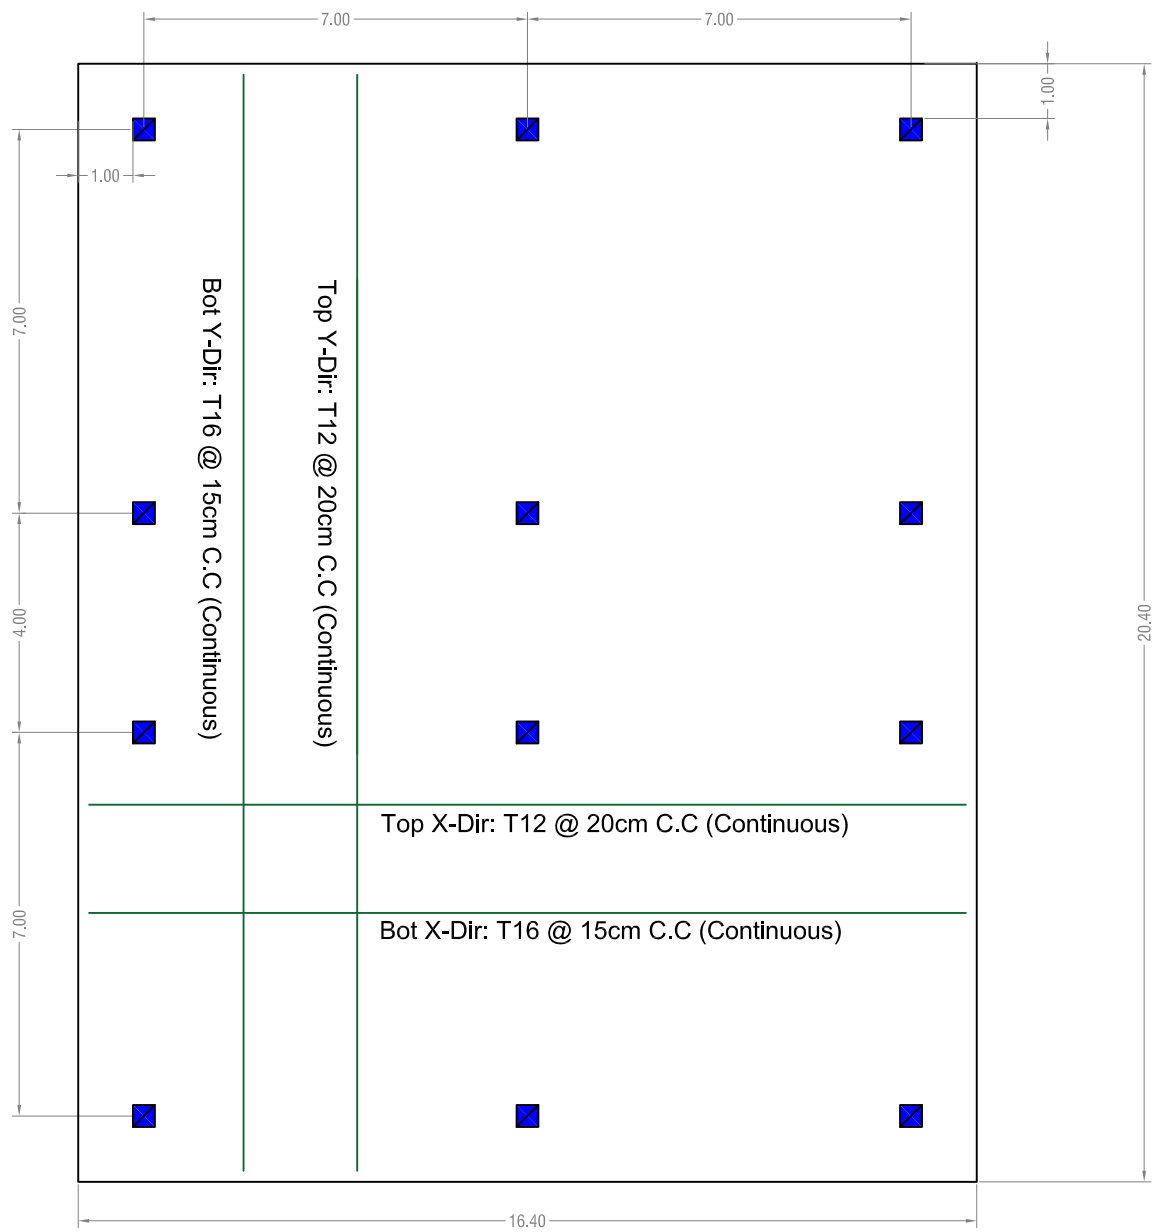 7.00
7.00
1.00
1.00
7.00
Bot Y-Dir: T16 @ 15cm C.C (Continuous)
Top Y-Dir: T12 @ 20cm C.C (Continuous)
4.00
20.40
Top X-Dir: T12 @ 20cm C.C (Continuous)
Bot X-Dir: T16 @ 15cm C.C (Continuous)
7.00
16.40